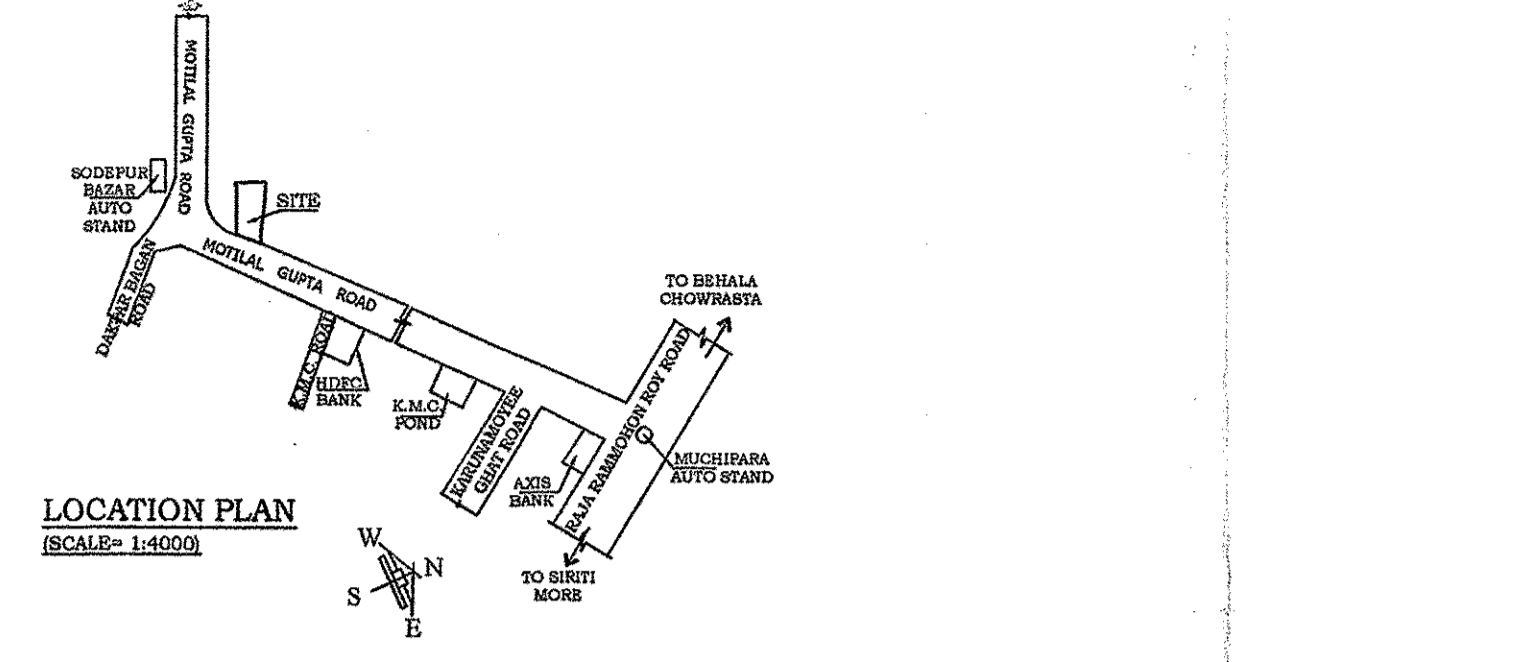 MOTILAL GUPTA ROAD
SODEPUR
BAZAR
AUTO
STAND
SITE
MOTILAL GUPTA ROAD
DAKTAR BAGAN
ROAD
TO BEHALA
CHOWRASTA
K.M.C. ROAD
HDFC
BANK
K.M.C.
POND
KARUNAMOYEE
GHAT ROAD
RAJA RAMMOHON ROY ROAD
AXIS
BANK
MUCHIPARA
AUTO STAND
LOCATION PLAN
(SCALE= 1:4000)
W
N
S
E
TO SIRITI
MORE